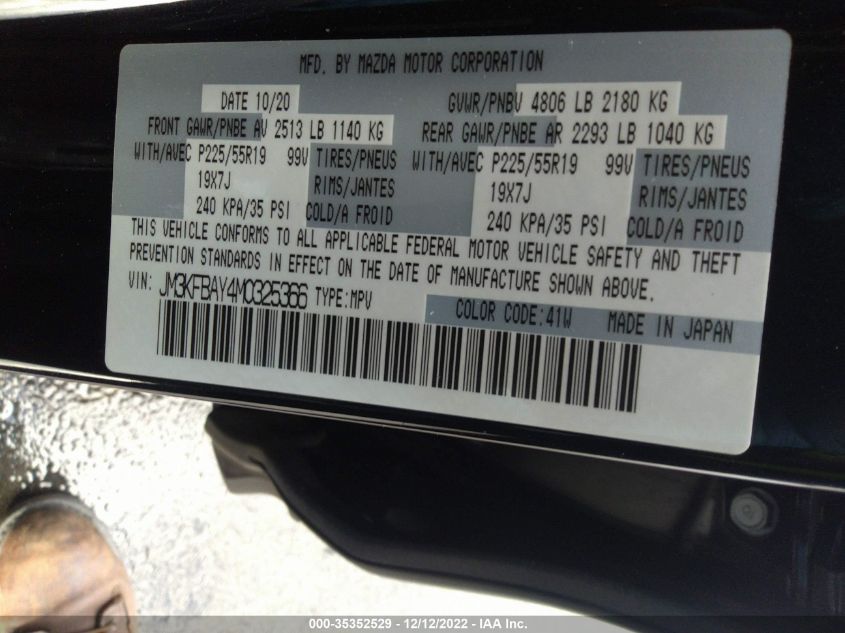 MFD. BY MAZDA MOTOR CORPORATION
DATE 10/20 GVWR/PNBV 4806 LB 2180 KG
FRONT GAWR/PNBE AV 2513 LB 1140 KG REAR GAWR/PNBE AR 2293 LB 1040 KG
WITH/AVEC P225/55R19 99V TIRES/PNEUS WITH/AVEC P225/55R19 99V TIRES/PNEUS
19X7J RIMS/JANTES 19X7J RIMS/JANTES
240 KPA/35 PSI COLD/A FROID 240 KPA/35 PSI COLD/A FROID
THIS VEHICLE CONFORMS TO ALL APPLICABLE FEDERAL MOTOR VEHICLE SAFETY AND THEFT
PREVENTION STANDARDS IN EFFECT ON THE DATE OF MANUFACTURE SHOWN ABOVE.
VIN: JM3KFBAY4M0325366 TYPE:MPV
COLOR CODE:41W MADE IN JAPAN
000-35352529 - 12/12/2022 - IAA Inc.